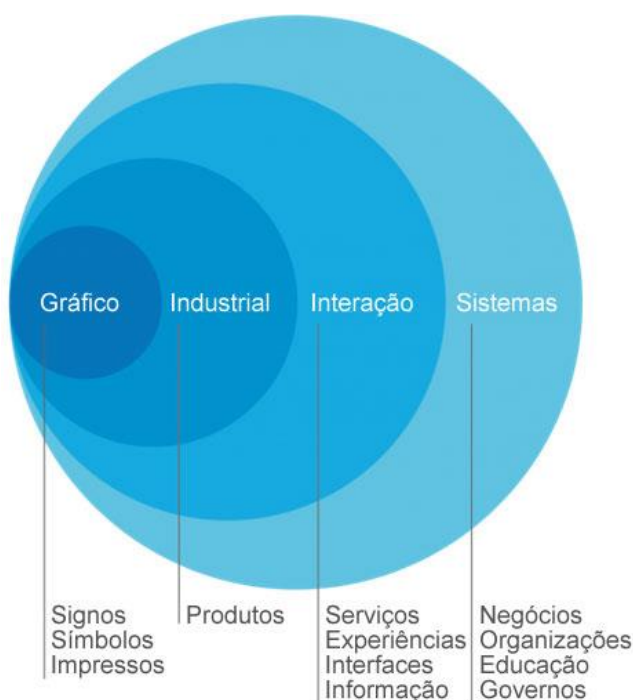 Gráfico
Industrial
Interação
Sistemas
Signos
Símbolos
Impressos
Produtos
Serviços
Experiências
Interfaces
Informação
Negócios
Organizações
Educação
Governos